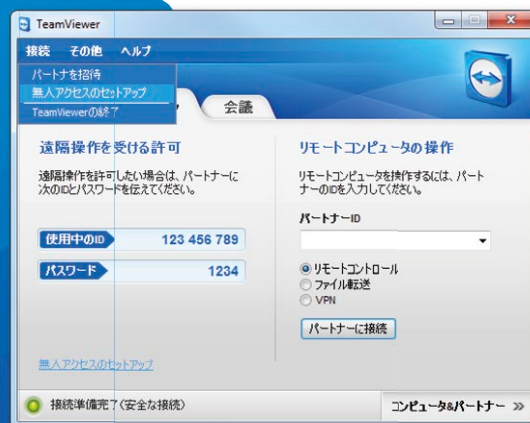 TeamViewer
接続 その他 ヘルプ
パートナを招待
無人アクセスのセットアップ
TeamViewerの終了
会議
遠隔操作を受ける許可
遠隔操作を許可したい場合は、パートナーに
次のIDとパスワードを伝えてください。
使用中のID 123 456 789
パスワード 1234
無人アクセスのセットアップ
リモートコンピュータの操作
リモートコンピュータを操作するには、パート
ナーのIDを入力してください。
パートナーID
リモートコントロール
ファイル転送
VPN
パートナーに接続
接続準備完了(安全な接続)
コンピュータ&パートナー